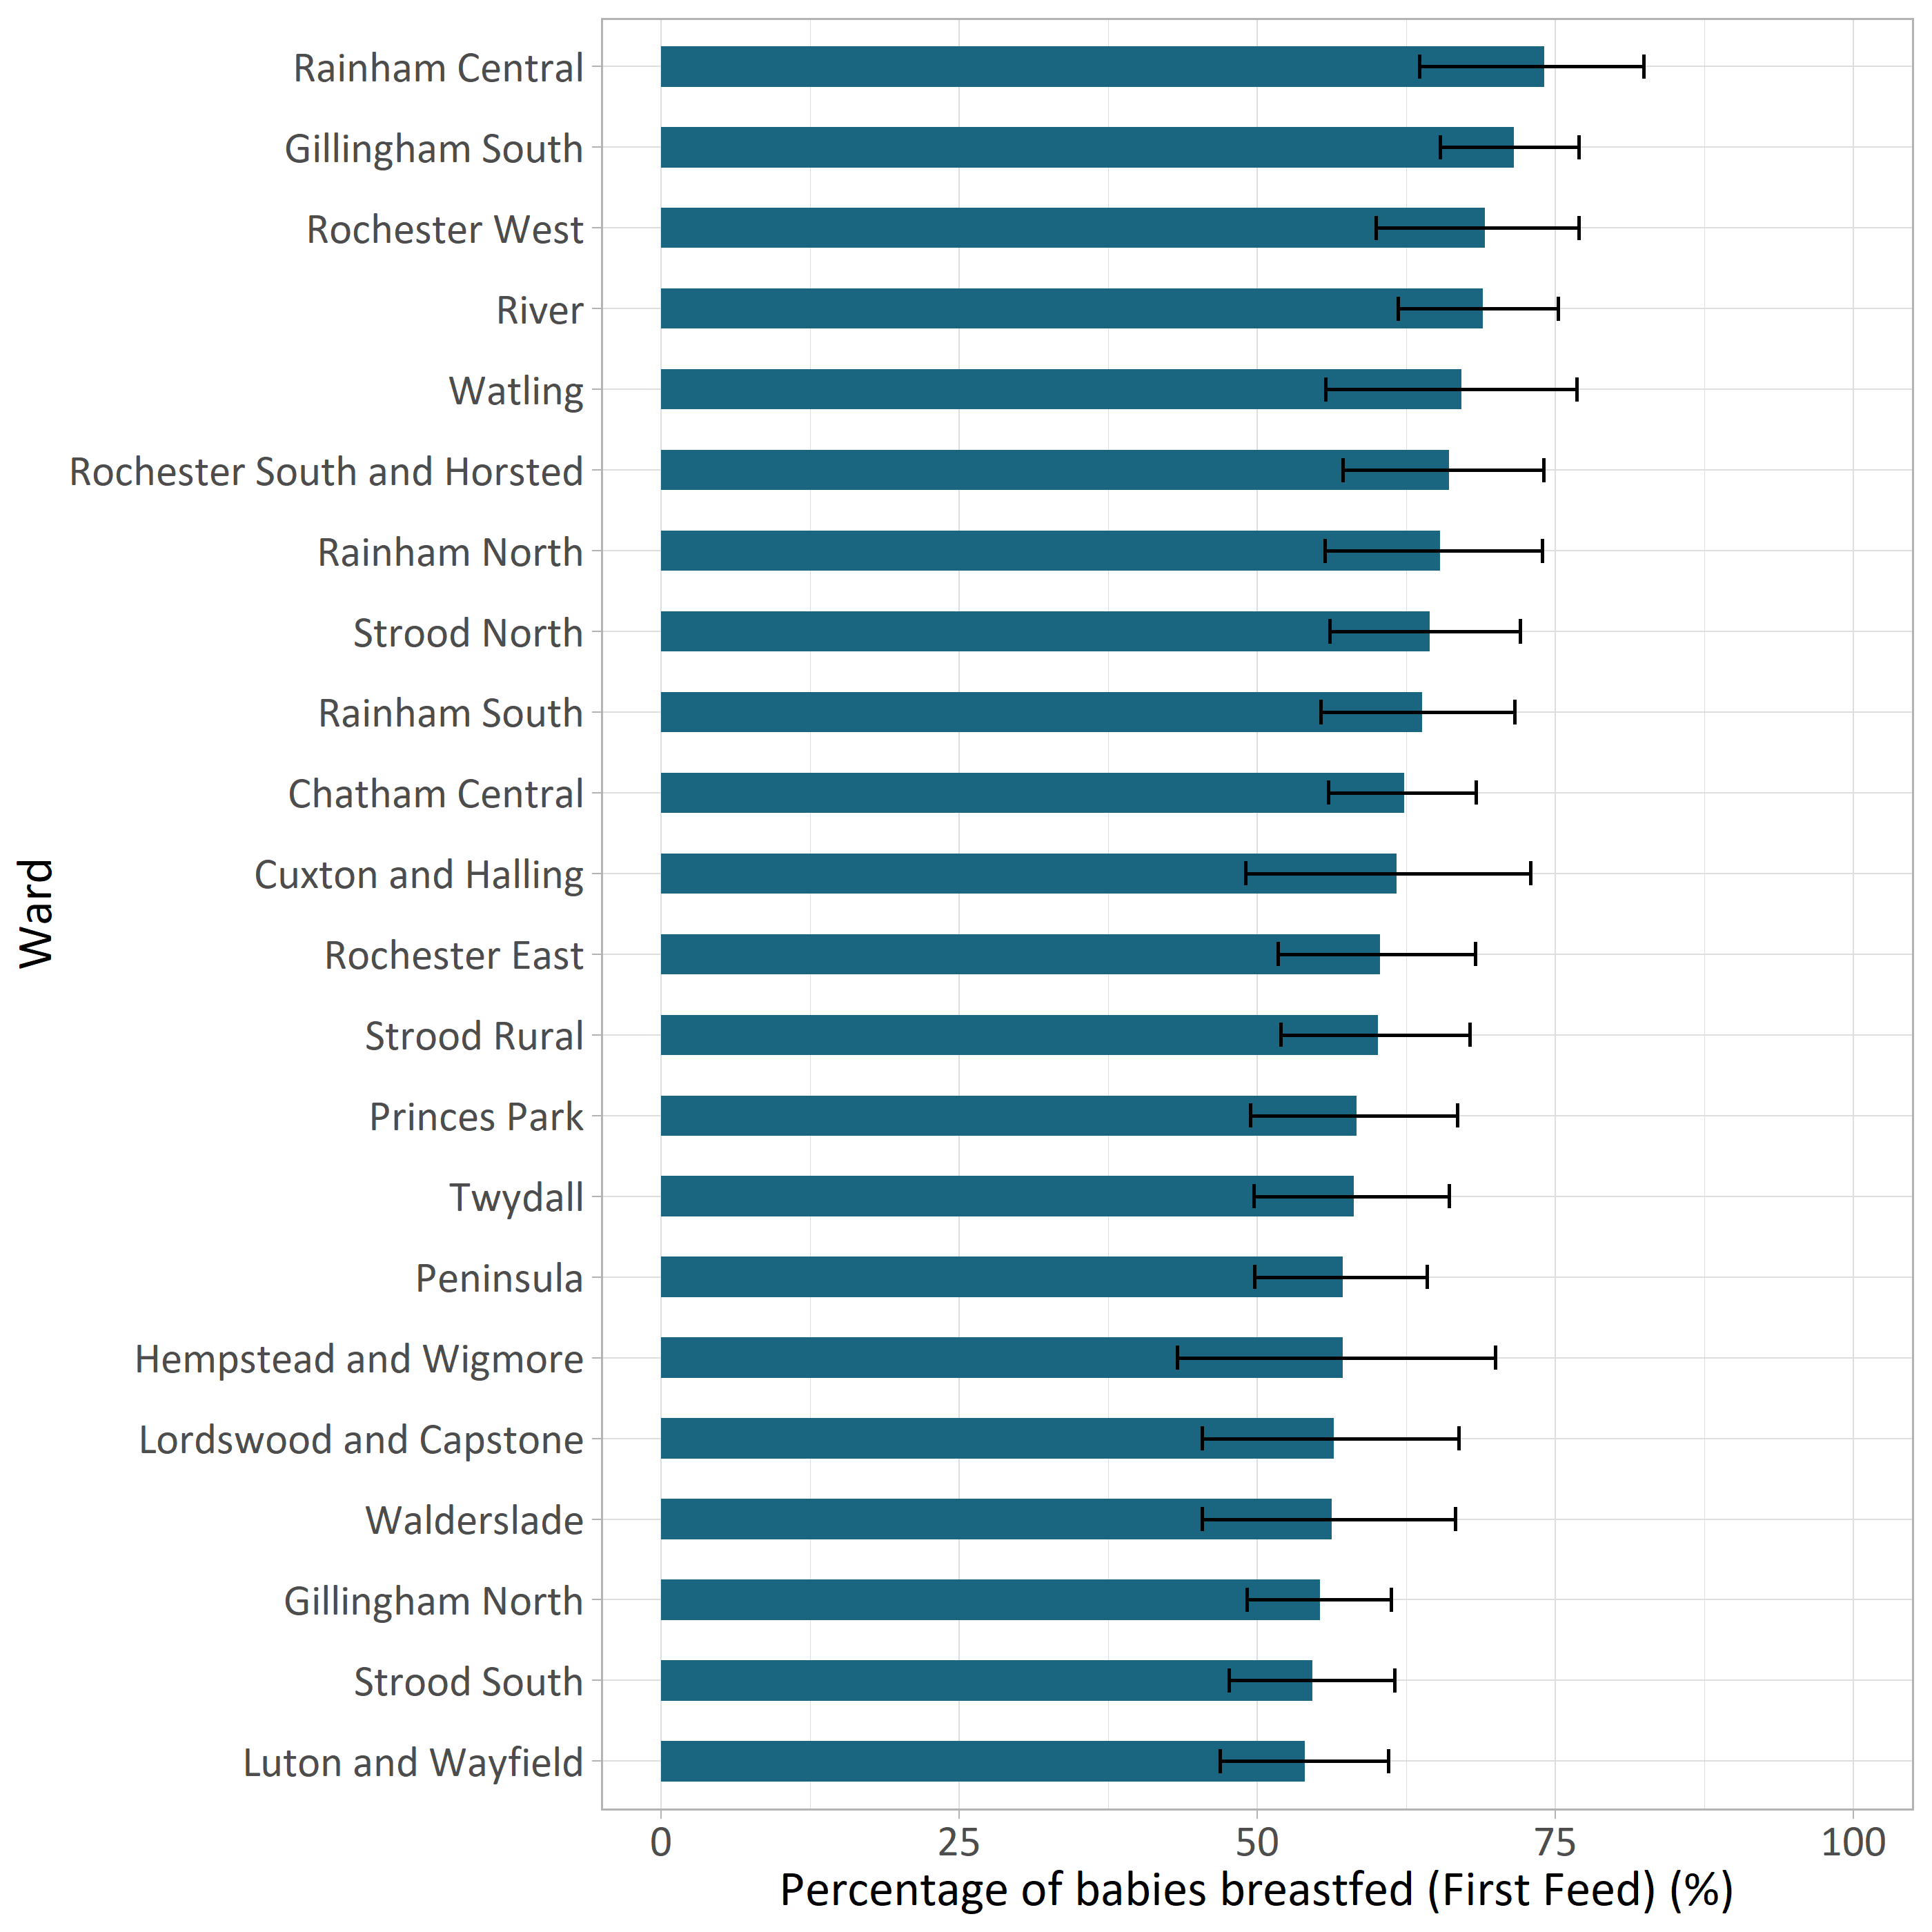 Rainham Central
Gillingham South
Rochester West
River
Watling
Rochester South and Horsted
Rainham North
Strood North
Rainham South
Chatham Central
Cuxton and Halling
Rochester East
Strood Rural
Princes Park
Twydall
Peninsula
Hempstead and Wigmore
Lordswood and Capstone
Walderslade
Gillingham North
Strood South
Luton and Wayfield
Ward
0 25 50 75 100
Percentage of babies breastfed (First Feed) (%)